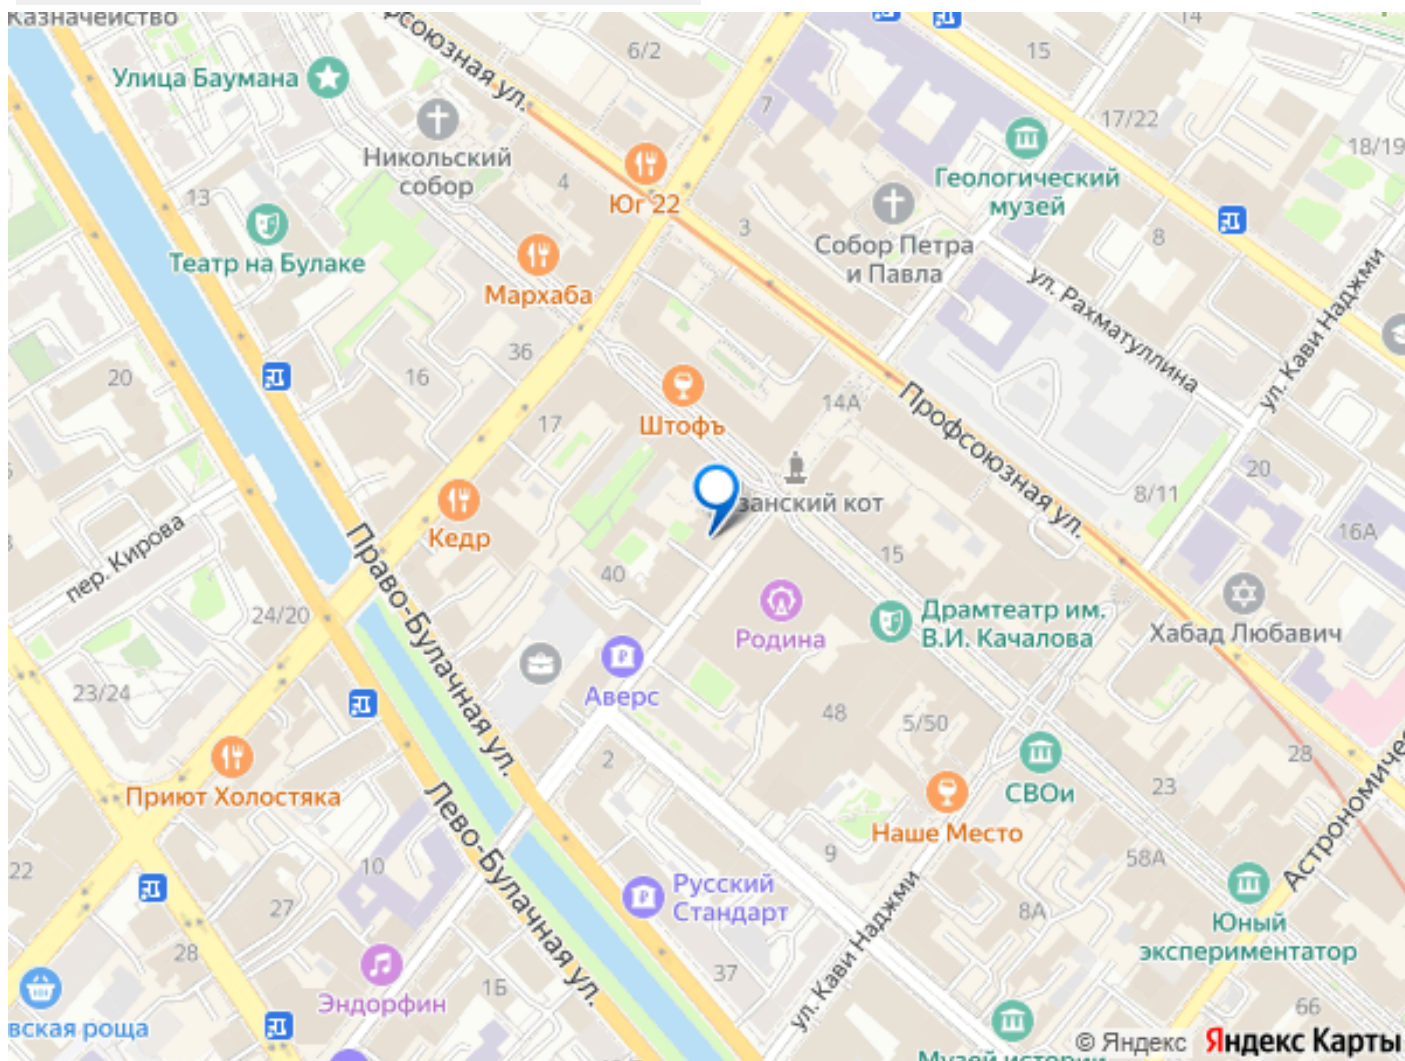 Казначейство
14
рсоюзная ул.
6/2
15
Улица Баумана
7
17/22
18/19
Никольский
собор
Геологический
музей
4
13
Юг 22
3
8
Собор Петра
и Павла
Театр на Булаке
Мархаба
ул. Рахматуллина
ул. Кави Наджми
36
20
16
14А
Штофъ
17
Профсоюзная ул.
20
занский кот
8/11
16А
Кедр
пер. Кирова
Право-Булачная ул.
15
40
24/20
Родина
Драмтеатр им.
В.И. Качалова
Хабад Любавич
23/24
Аверс
48
5/50
2
28
СВОи
23
Приют Холостяка
Наше Место
Лево-Булачная ул.
9
58А
Астрономичес
22
10
Русский
Стандарт
27
8А
Юный
экспериментатор
28
37
ул. Кави Наджми
1Б
Эндорфин
66
вская роща
© Яндекс Яндекс Карты
Музей истории